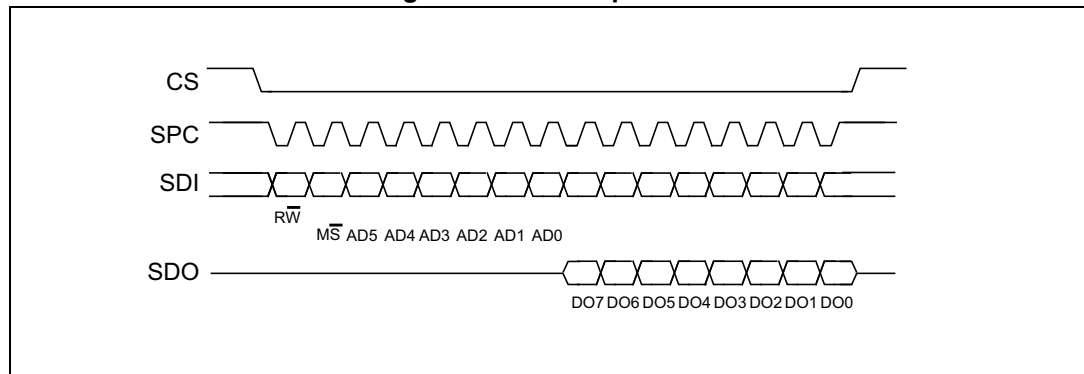 CS
SPC
SDI
RW̅
MS̅ AD5 AD4 AD3 AD2 AD1 AD0
SDO
DO7 DO6 DO5 DO4 DO3 DO2 DO1 DO0